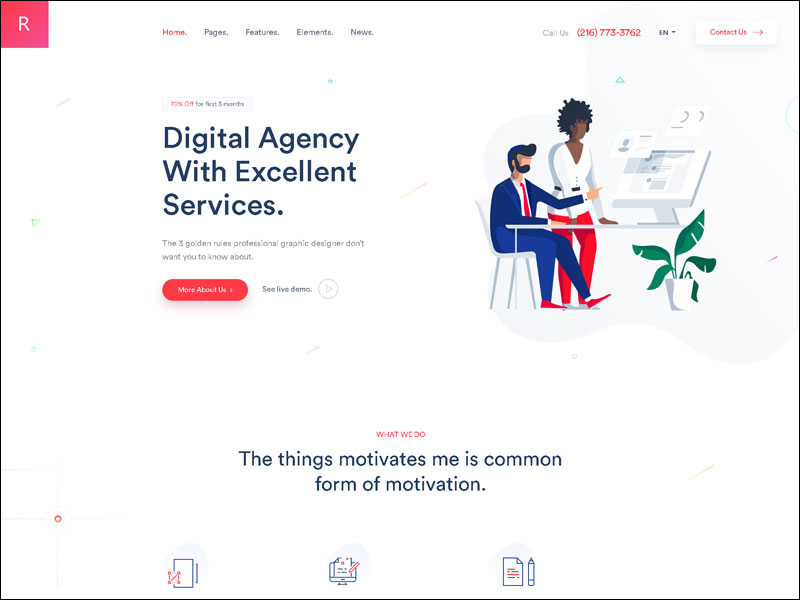 R
Home. Pages. Features. Elements. News. Call Us (216) 773-3762 EN Contact Us
70% Off for first 3 months
Digital Agency
With Excellent
Services.
The 3 golden rules professional graphic designer don't
want you to know about.
More About Us See live demo.
WHAT WE DO
The things motivates me is common
form of motivation.